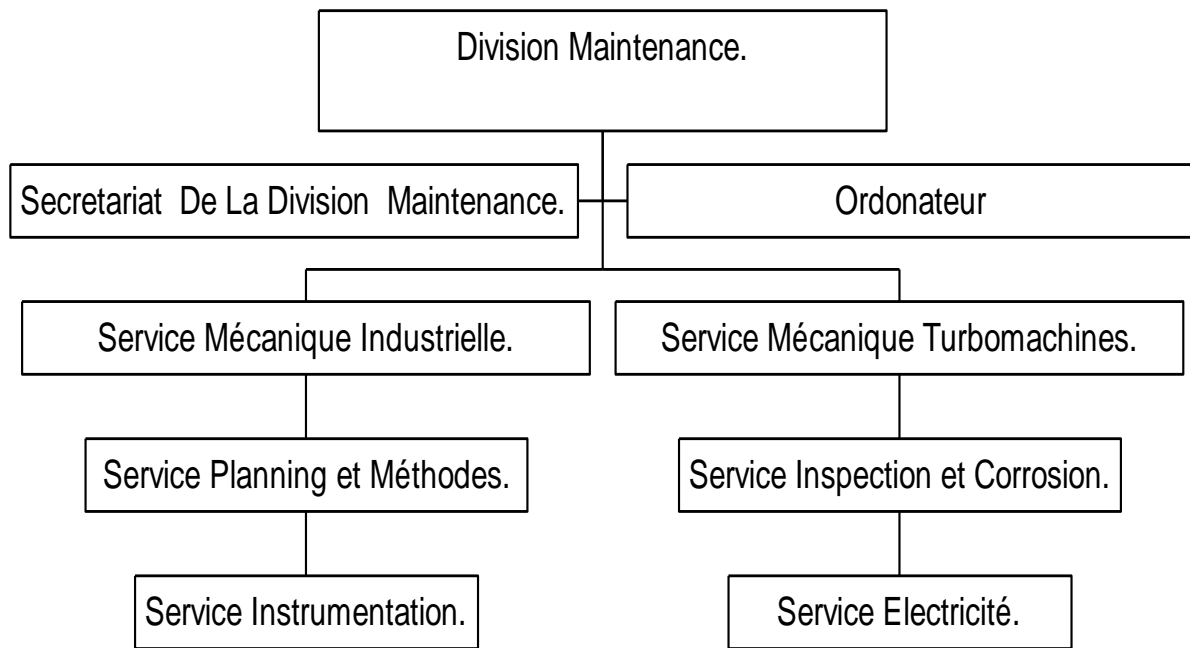 Division Maintenance.
Secretariat De La Division Maintenance.
Ordonateur
Service Mécanique Industrielle.
Service Mécanique Turbomachines.
Service Planning et Méthodes.
Service Inspection et Corrosion.
Service Instrumentation.
Service Electricité.